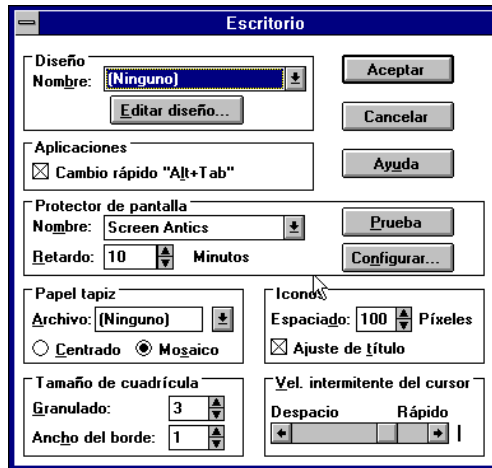 Escritorio
Diseño
Nombre: (Ninguno)
Editar diseño...
Aceptar
Cancelar
Ayuda
Aplicaciones
Cambio rápido "Alt+Tab"
Protector de pantalla
Nombre: Screen Antics
Prueba
Retardo: 10 Minutos
Configurar...
Papel tapiz
Archivo: (Ninguno)
Centrado Mosaico
Iconos
Espaciado: 100 Píxeles
Ajuste de título
Tamaño de cuadrícula
Granulado: 3
Ancho del borde: 1
Vel. intermitente del cursor
Despacio Rápido